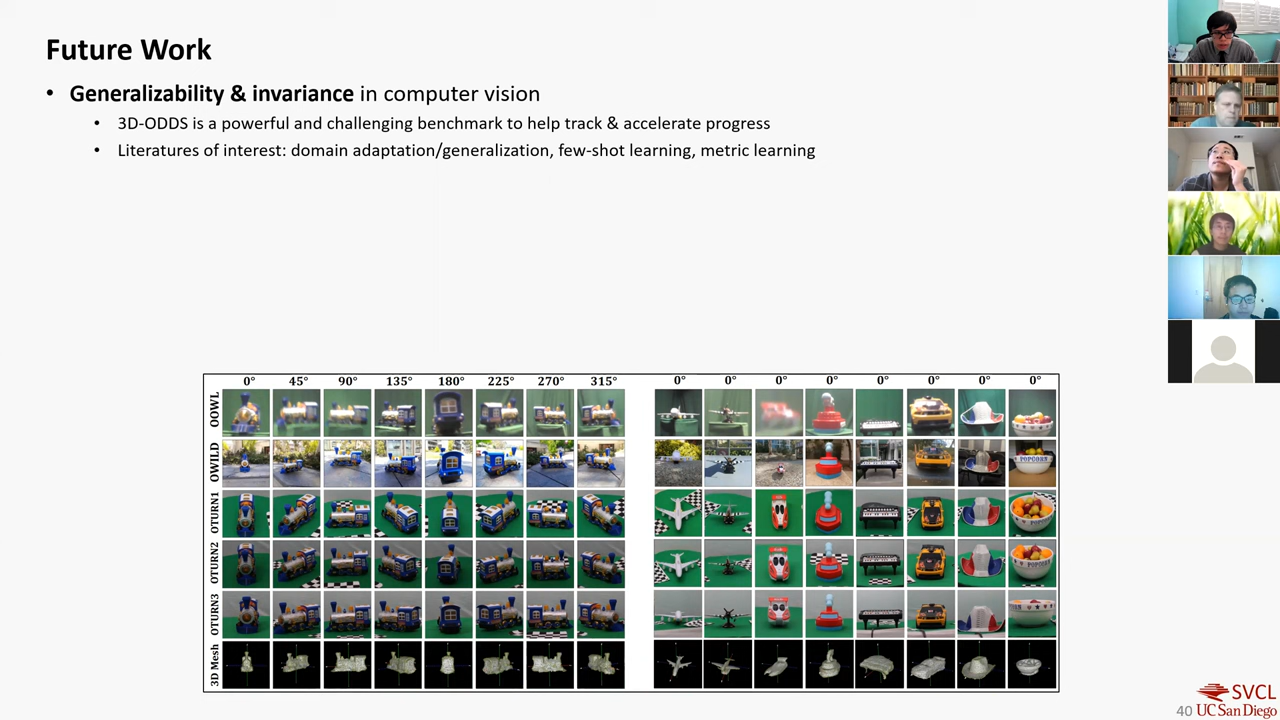 Future Work
• Generalizability & invariance in computer vision
• 3D-ODDS is a powerful and challenging benchmark to help track & accelerate progress
• Literatures of interest: domain adaptation/generalization, few-shot learning, metric learning
0° 45° 90° 135° 180° 225° 270° 315° 0° 0° 0° 0° 0° 0° 0° 0°
OOWL
OWILD
POPCORN
OTURN1
OTURN2
OTURN3
3D Mesh
SVCL
40 UC San Diego